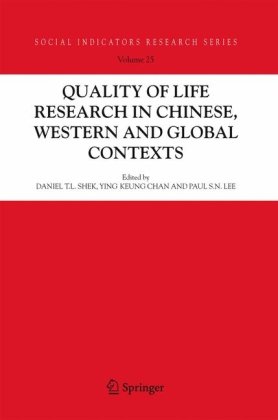 SOCIAL INDICATORS RESEARCH SERIES
Volume 25
QUALITY OF LIFE
RESEARCH IN CHINESE,
WESTERN AND GLOBAL
CONTEXTS
Edited by
DANIEL T.L. SHEK, YING KEUNG CHAN AND PAUL S.N. LEE
Springer